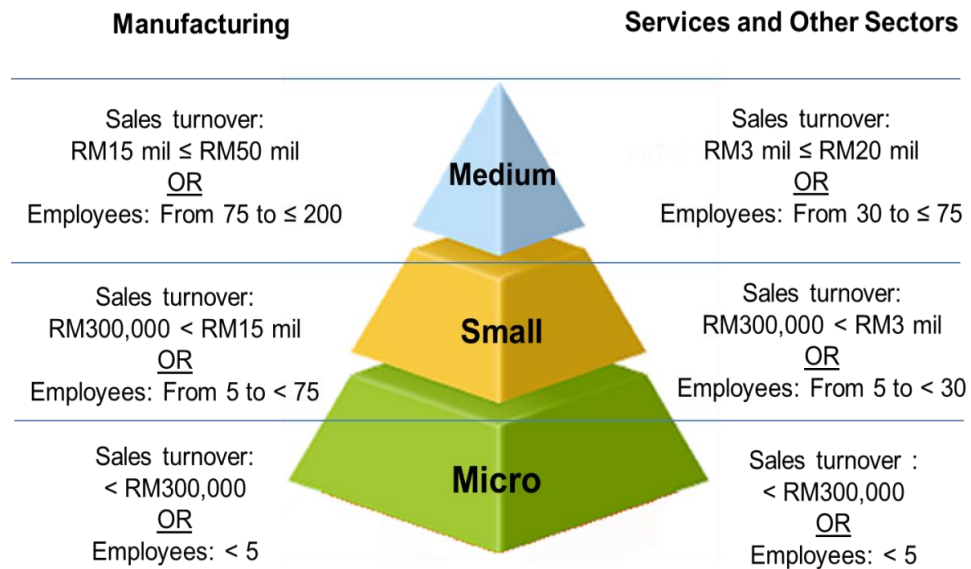 Manufacturing
Services and Other Sectors
Sales turnover:
RM15 mil ≤ RM50 mil
OR
Employees: From 75 to ≤ 200
Medium
Sales turnover:
RM3 mil ≤ RM20 mil
OR
Employees: From 30 to ≤ 75
Sales turnover:
RM300,000 < RM15 mil
OR
Employees: From 5 to < 75
Small
Sales turnover:
RM300,000 < RM3 mil
OR
Employees: From 5 to < 30
Sales turnover:
< RM300,000
OR
Employees: < 5
Micro
Sales turnover :
< RM300,000
OR
Employees: < 5